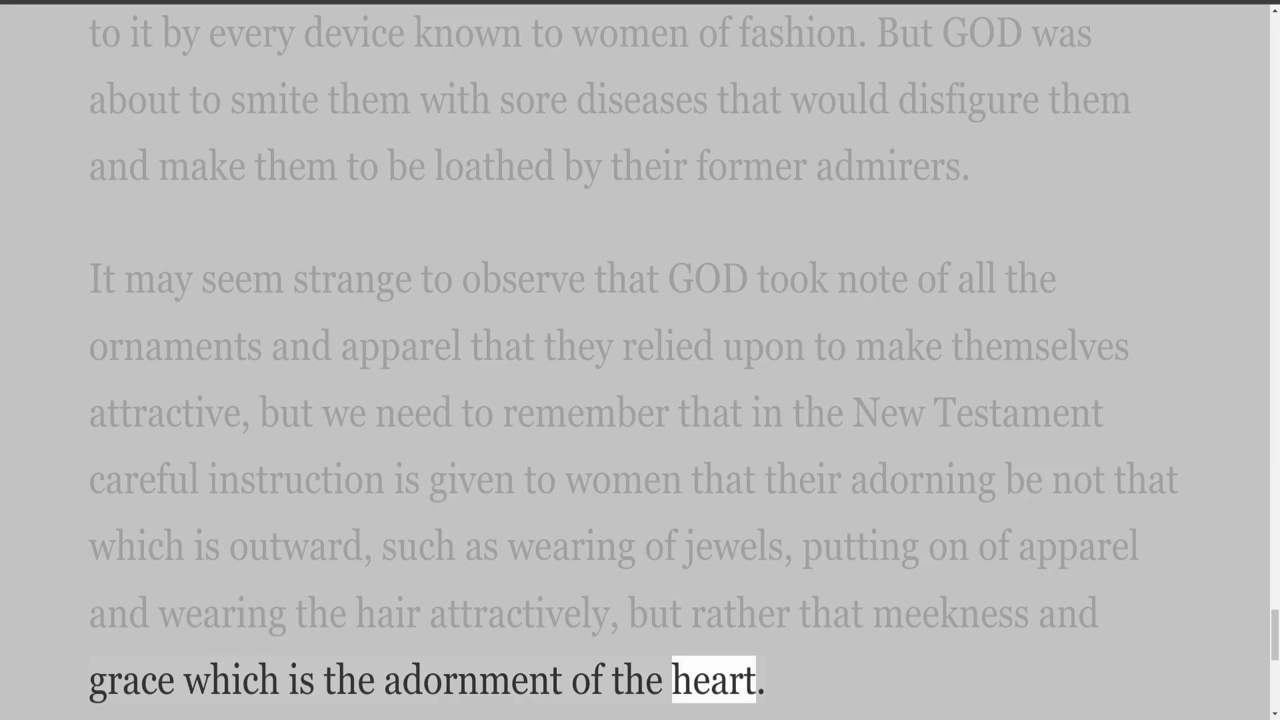 to it by every device known to women of fashion. But GOD was
about to smite them with sore diseases that would disfigure them
and make them to be loathed by their former admirers.
It may seem strange to observe that GOD took note of all the
ornaments and apparel that they relied upon to make themselves
attractive, but we need to remember that in the New Testament
careful instruction is given to women that their adorning be not that
which is outward, such as wearing of jewels, putting on of apparel
and wearing the hair attractively, but rather that meekness and
grace which is the adornment of the heart.